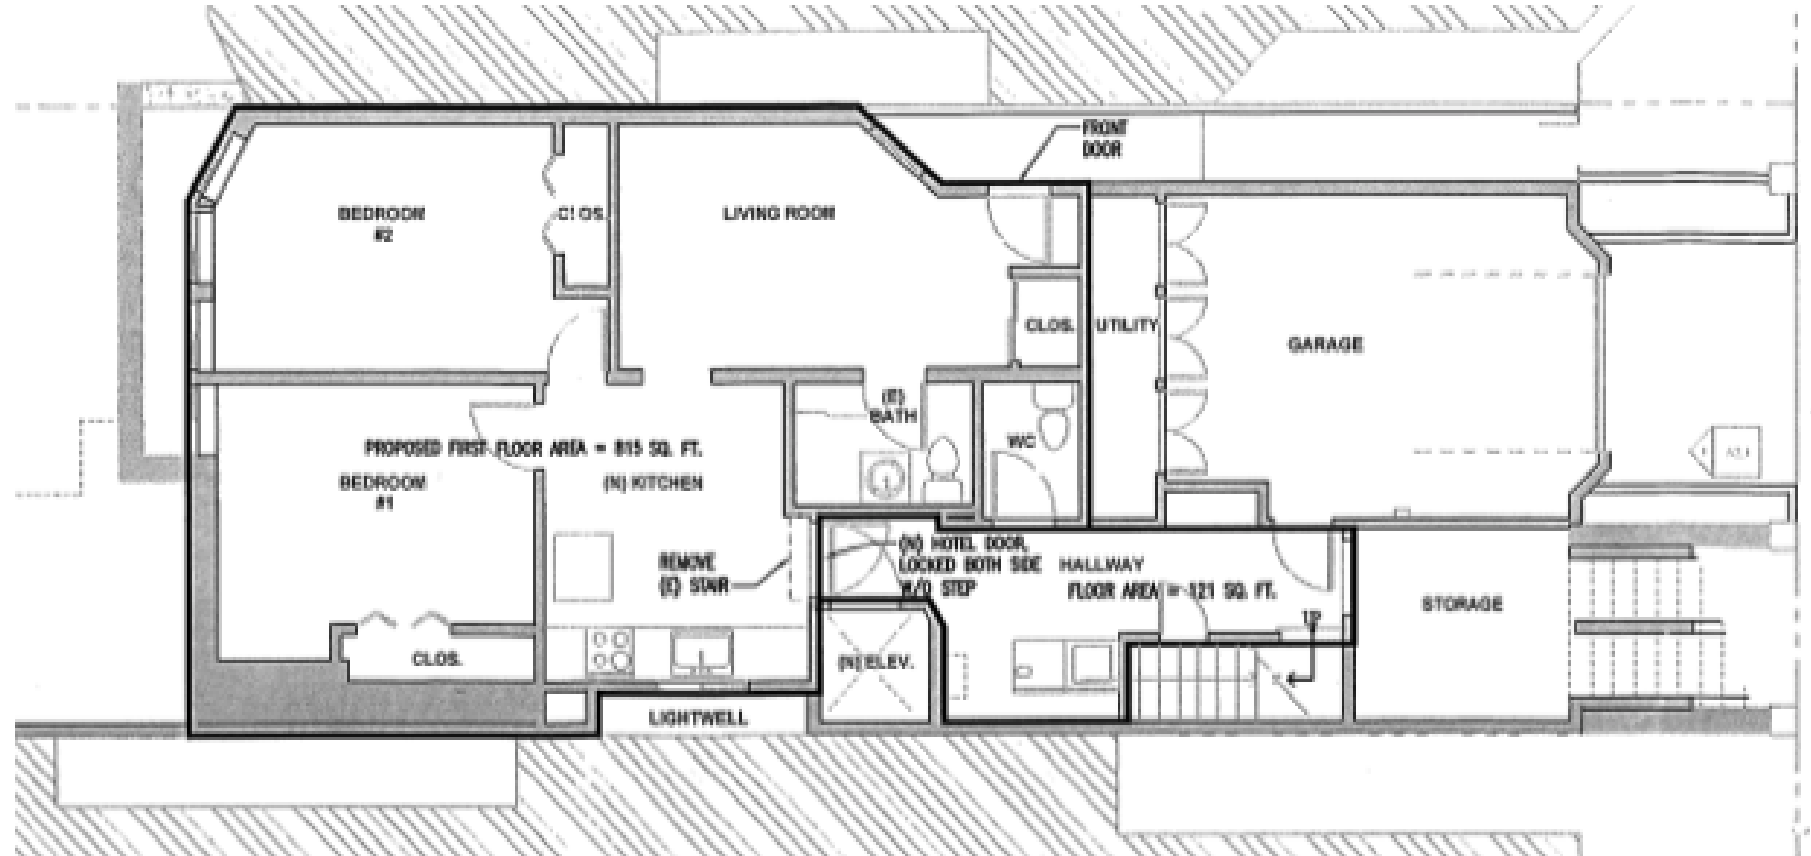 FRONT
DOOR
BEDROOM
#2
CLOS.
LIVING ROOM
CLOS.
UTILITY
GARAGE
(E)
BATH
WC
PROPOSED FIRST FLOOR AREA = 815 SQ. FT.
BEDROOM
#1
(N) KITCHEN
REMOVE
(E) STAIR
(N) HOTEL DOOR,
LOCKED BOTH SIDE
W/O STEP
HALLWAY
FLOOR AREA = 121 SQ. FT.
STORAGE
UP
CLOS.
(N) ELEV.
LIGHTWELL